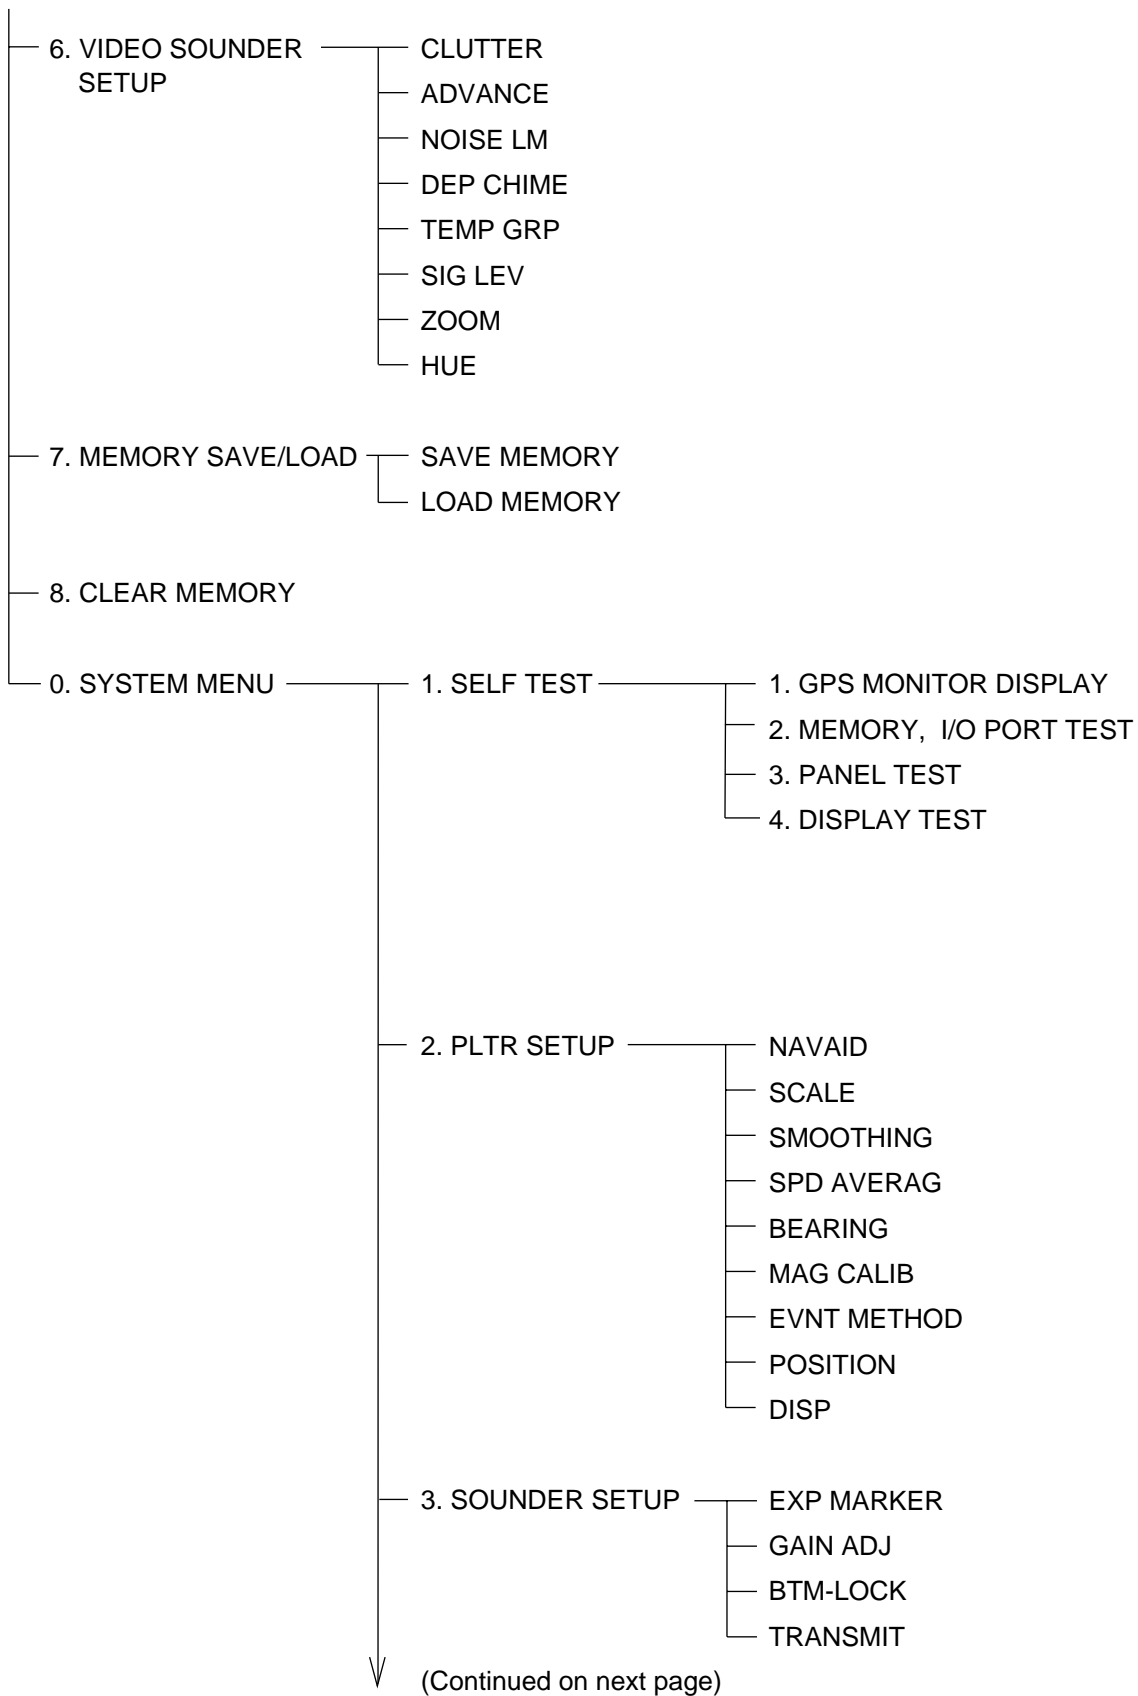 6. VIDEO SOUNDER
SETUP
CLUTTER
ADVANCE
NOISE LM
DEP CHIME
TEMP GRP
SIG LEV
ZOOM
HUE
7. MEMORY SAVE/LOAD
SAVE MEMORY
LOAD MEMORY
8. CLEAR MEMORY
0. SYSTEM MENU
1. SELF TEST
1. GPS MONITOR DISPLAY
2. MEMORY, I/O PORT TEST
3. PANEL TEST
4. DISPLAY TEST
2. PLTR SETUP
NAVAID
SCALE
SMOOTHING
SPD AVERAG
BEARING
MAG CALIB
EVNT METHOD
POSITION
DISP
3. SOUNDER SETUP
EXP MARKER
GAIN ADJ
BTM-LOCK
TRANSMIT
(Continued on next page)